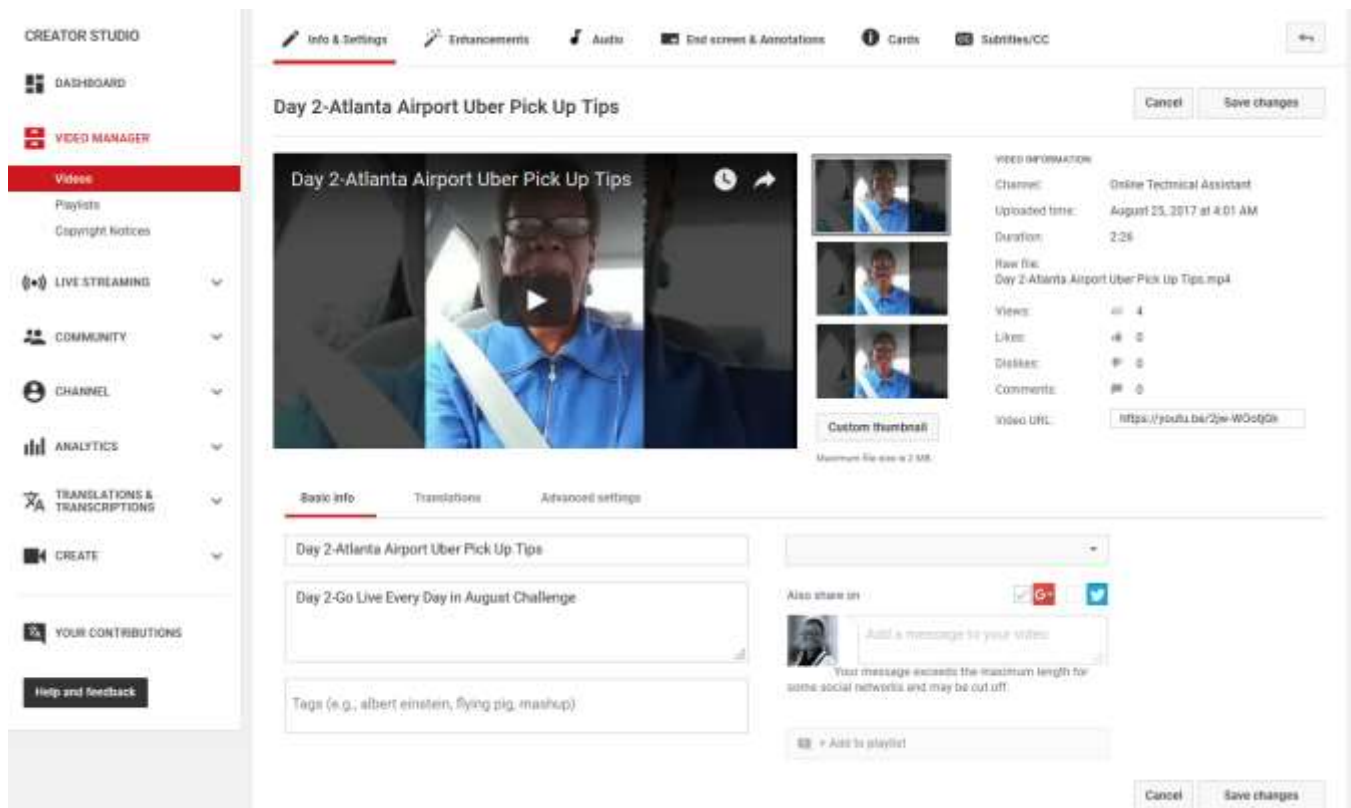 CREATOR STUDIO
DASHBOARD
VIDEO MANAGER
Videos
Playlists
Copyright Notices
LIVE STREAMING
COMMUNITY
CHANNEL
ANALYTICS
TRANSLATIONS &
TRANSCRIPTIONS
CREATE
YOUR CONTRIBUTIONS
Help and feedback
Info & Settings
Enhancements
Audio
End screen & Annotations
Cards
Subtitles/CC
Day 2-Atlanta Airport Uber Pick Up Tips
Cancel
Save changes
Day 2-Atlanta Airport Uber Pick Up Tips
Custom thumbnail
Maximum file size is 2 MB.
VIDEO INFORMATION
Channel: Online Technical Assistant
Uploaded time: August 25, 2017 at 4:01 AM
Duration: 2:26
Raw file:
Day 2-Atlanta Airport Uber Pick Up Tips.mp4
Views: 4
Likes: 0
Dislikes: 0
Comments: 0
Video URL:
Basic info
Translations
Advanced settings
Day 2-Atlanta Airport Uber Pick Up Tips
Day 2-Go Live Every Day in August Challenge
Tags (e.g., albert einstein, flying pig, mashup)
Also share on
G+
Add a message to your video
Your message exceeds the maximum length for
some social networks and may be cut off.
+ Add to playlist
Cancel
Save changes